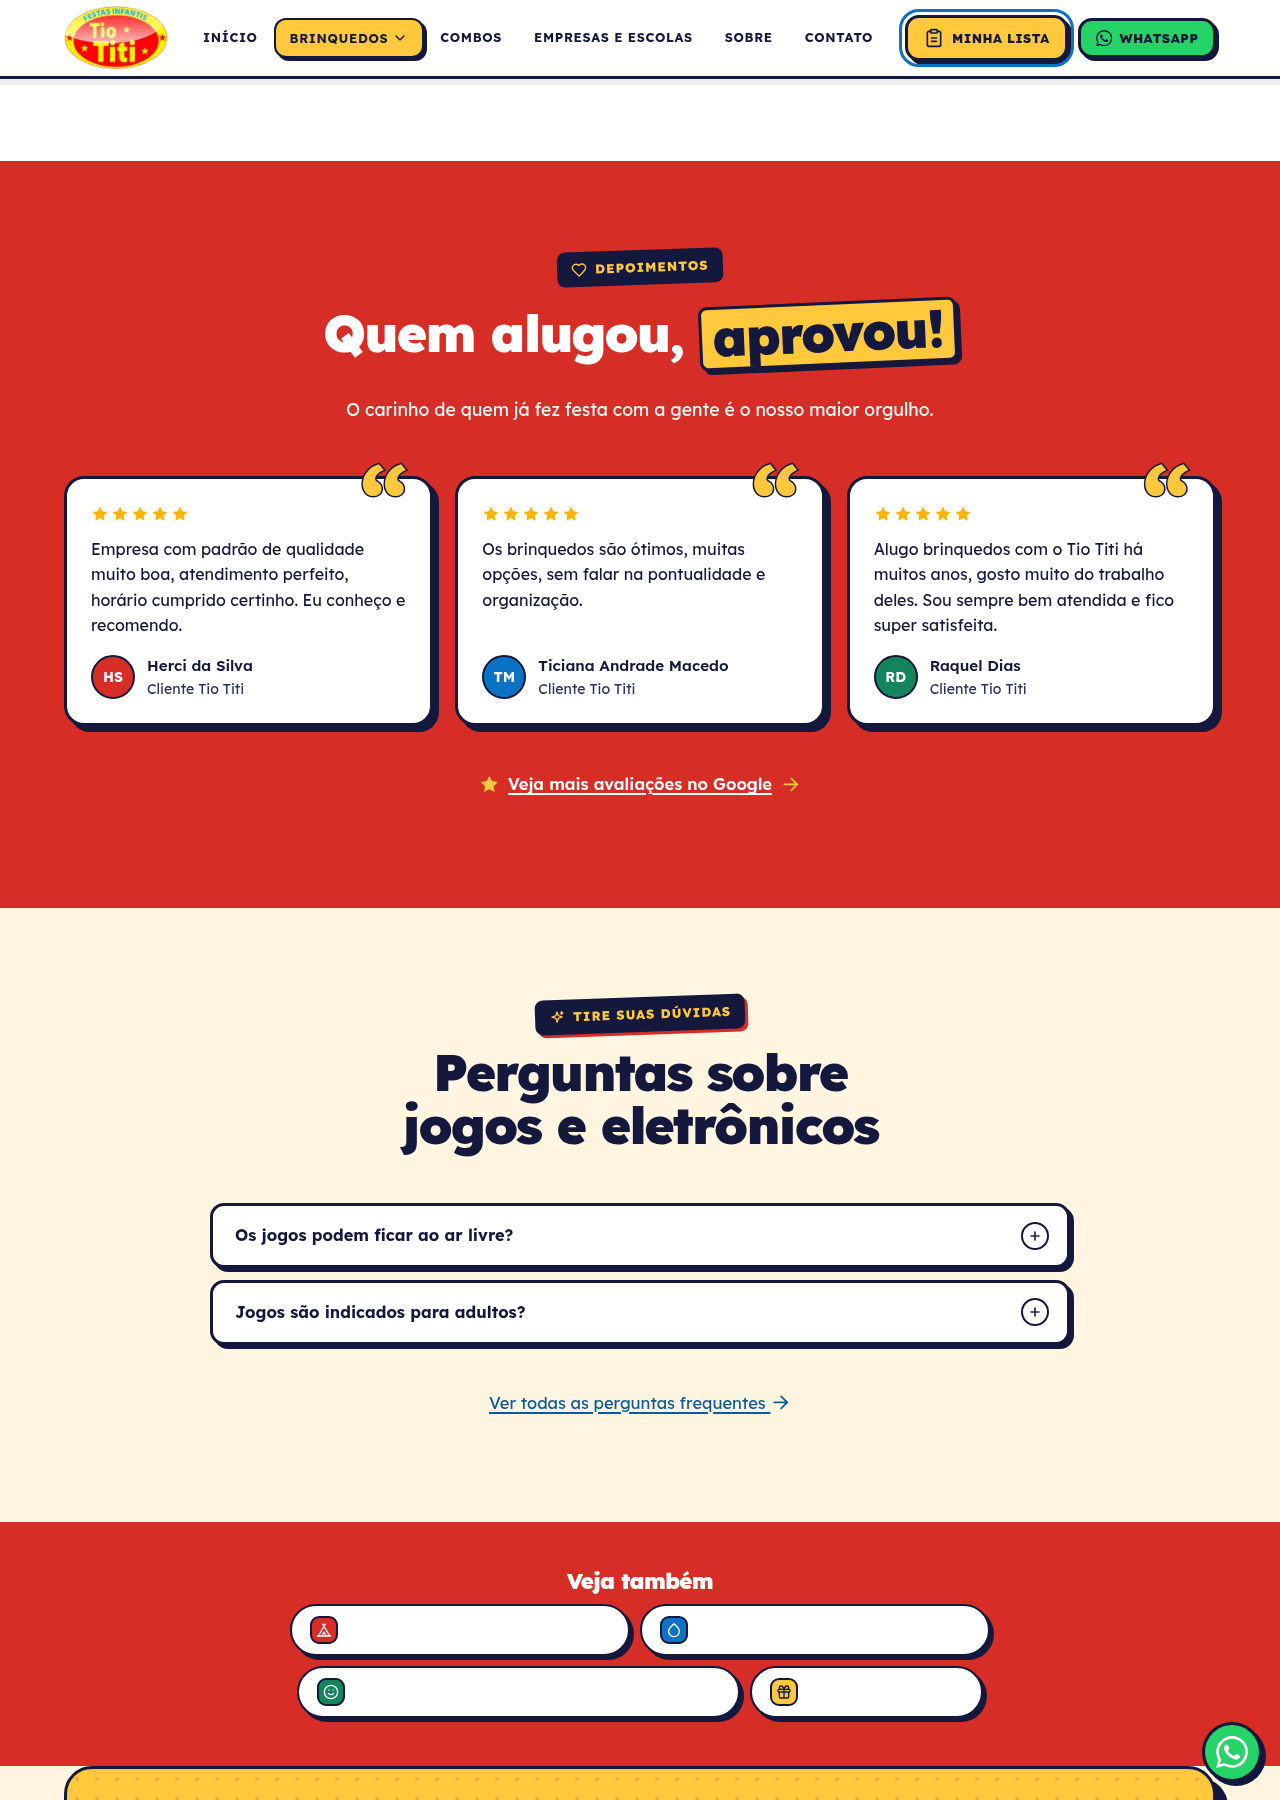 FESTAS INFANTIS
Tio
Titi
INÍCIO
BRINQUEDOS
COMBOS
EMPRESAS E ESCOLAS
SOBRE
CONTATO
MINHA LISTA
WHATSAPP
DEPOIMENTOS
Quem alugou, aprovou!
O carinho de quem já fez festa com a gente é o nosso maior orgulho.
Empresa com padrão de qualidade
muito boa, atendimento perfeito,
horário cumprido certinho. Eu conheço e
recomendo.
HS
Herci da Silva
Cliente Tio Titi
Os brinquedos são ótimos, muitas
opções, sem falar na pontualidade e
organização.
TM
Ticiana Andrade Macedo
Cliente Tio Titi
Alugo brinquedos com o Tio Titi há
muitos anos, gosto muito do trabalho
deles. Sou sempre bem atendida e fico
super satisfeita.
RD
Raquel Dias
Cliente Tio Titi
Veja mais avaliações no Google
TIRE SUAS DÚVIDAS
Perguntas sobre
jogos e eletrônicos
Os jogos podem ficar ao ar livre?
Jogos são indicados para adultos?
Ver todas as perguntas frequentes
Veja também